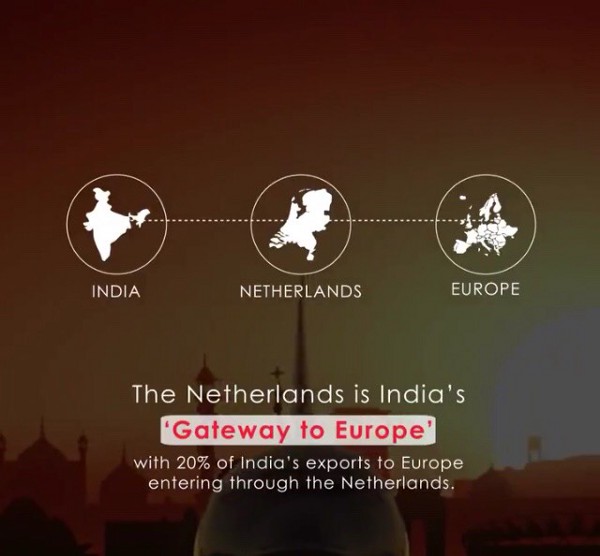 INDIA
NETHERLANDS
EUROPE
The Netherlands is India's
‘Gateway to Europe’
with 20% of India's exports to Europe
entering through the Netherlands.